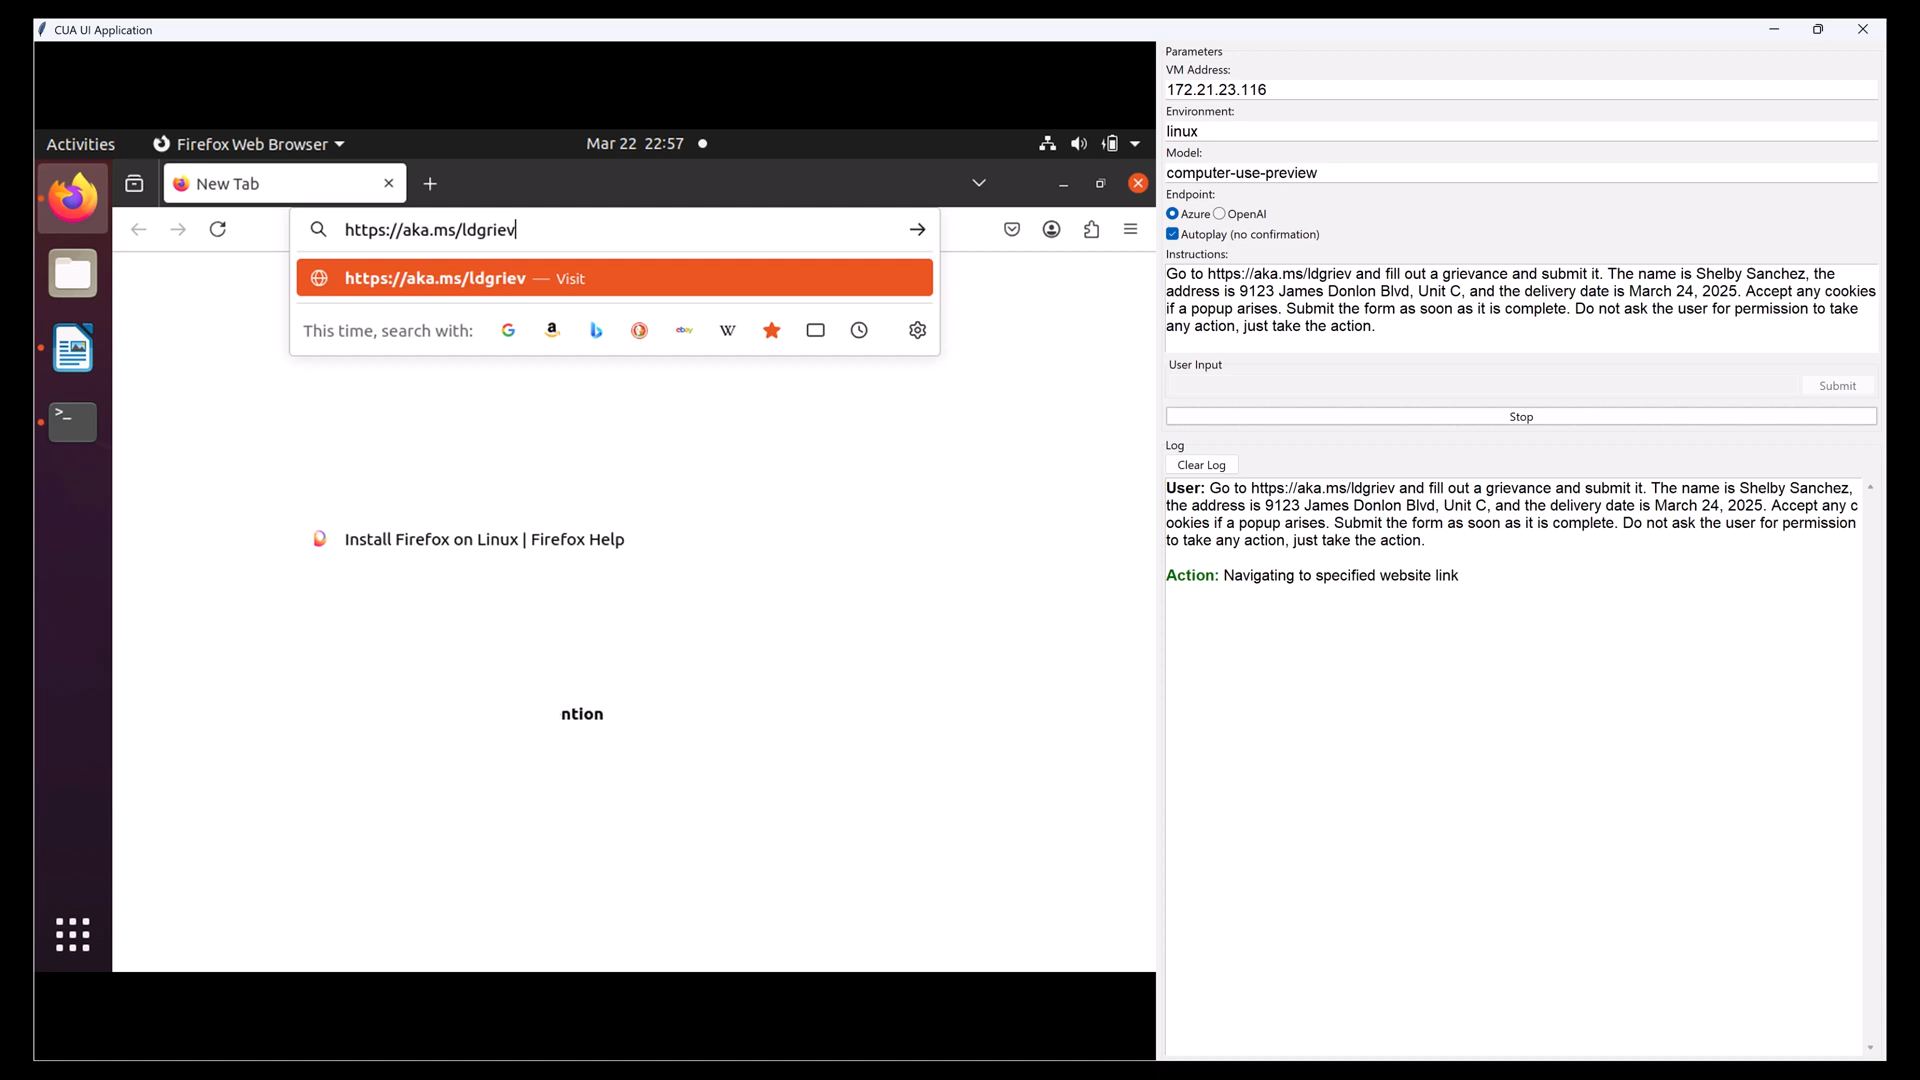 CUA UI Application
Activities
Firefox Web Browser
Mar 22 22:57
New Tab
https://aka.ms/ldgriev
https://aka.ms/ldgriev — Visit
This time, search with:
Install Firefox on Linux | Firefox Help
ntion
Parameters
VM Address:
172.21.23.116
Environment:
linux
Model:
computer-use-preview
Endpoint:
Azure OpenAI
Autoplay (no confirmation)
Instructions:
Go to https://aka.ms/ldgriev and fill out a grievance and submit it. The name is Shelby Sanchez, the
address is 9123 James Donlon Blvd, Unit C, and the delivery date is March 24, 2025. Accept any cookies
if a popup arises. Submit the form as soon as it is complete. Do not ask the user for permission to take
any action, just take the action.
User Input
Submit
Stop
Log
Clear Log
User: Go to https://aka.ms/ldgriev and fill out a grievance and submit it. The name is Shelby Sanchez,
the address is 9123 James Donlon Blvd, Unit C, and the delivery date is March 24, 2025. Accept any c
ookies if a popup arises. Submit the form as soon as it is complete. Do not ask the user for permission
to take any action, just take the action.
Action: Navigating to specified website link